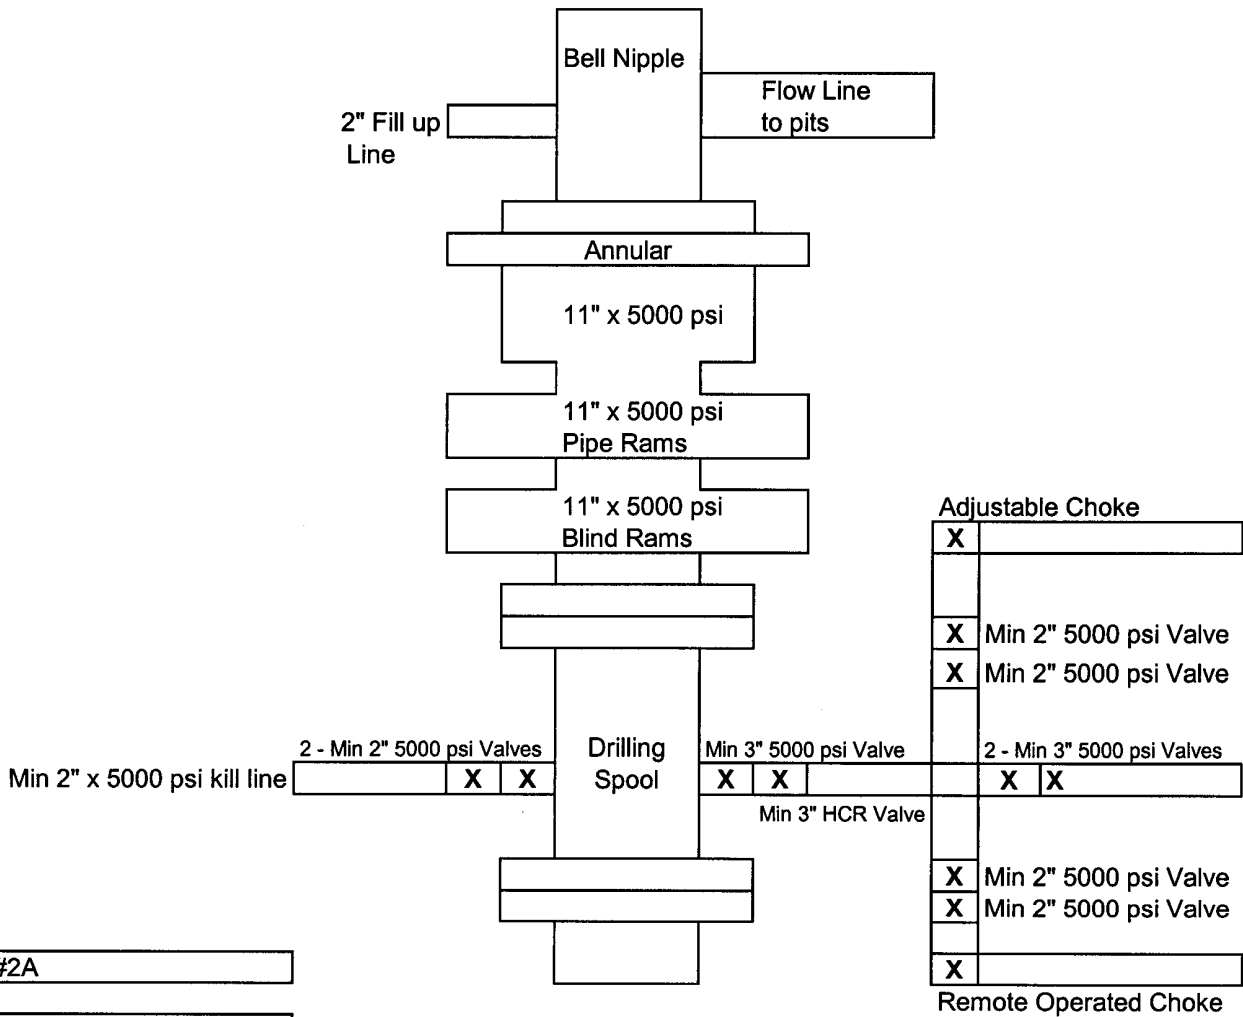 Bell Nipple
Flow Line
to pits
2" Fill up
Line
Annular
11" x 5000 psi
11" x 5000 psi
Pipe Rams
11" x 5000 psi
Blind Rams
Adjustable Choke
X
X Min 2" 5000 psi Valve
X Min 2" 5000 psi Valve
2 - Min 2" 5000 psi Valves
Drilling
Spool
Min 3" 5000 psi Valve
2 - Min 3" 5000 psi Valves
Min 2" x 5000 psi kill line
X X
X X
X X
Min 3" HCR Valve
X Min 2" 5000 psi Valve
X Min 2" 5000 psi Valve
#2A
X
Remote Operated Choke